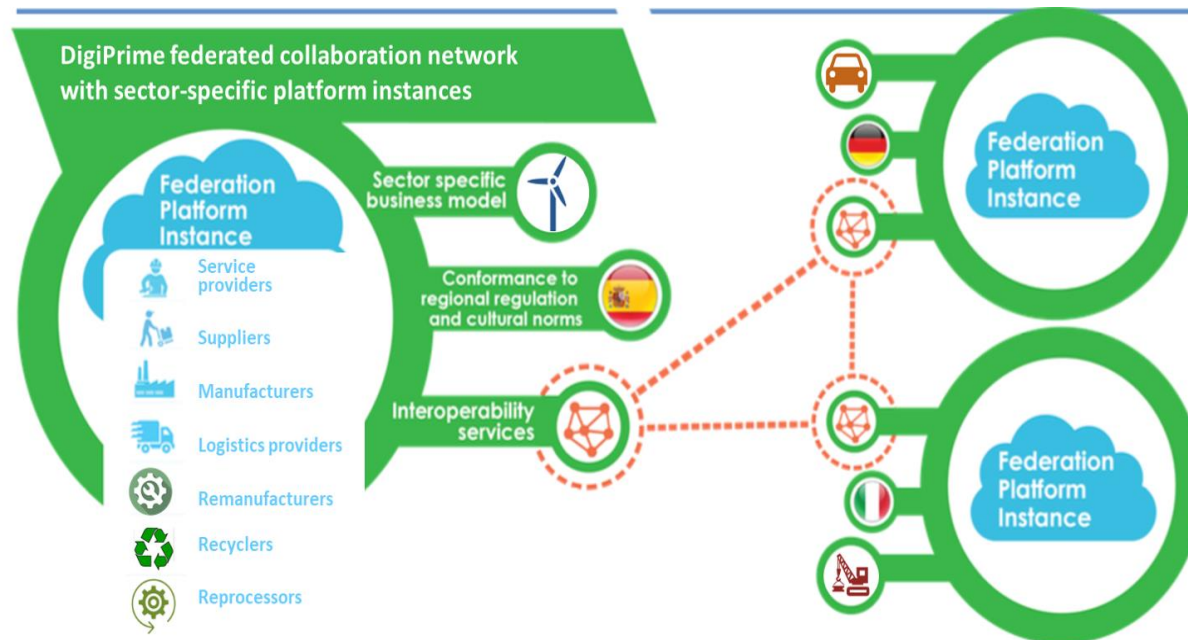 DigiPrime federated collaboration network
with sector-specific platform instances
Federation
Platform
Instance
Service
providers
Suppliers
Manufacturers
Logistics providers
Remanufacturers
Recyclers
Reprocessors
Sector specific
business model
Conformance to
regional regulation
and cultural norms
Interoperability
services
Federation
Platform
Instance
Federation
Platform
Instance